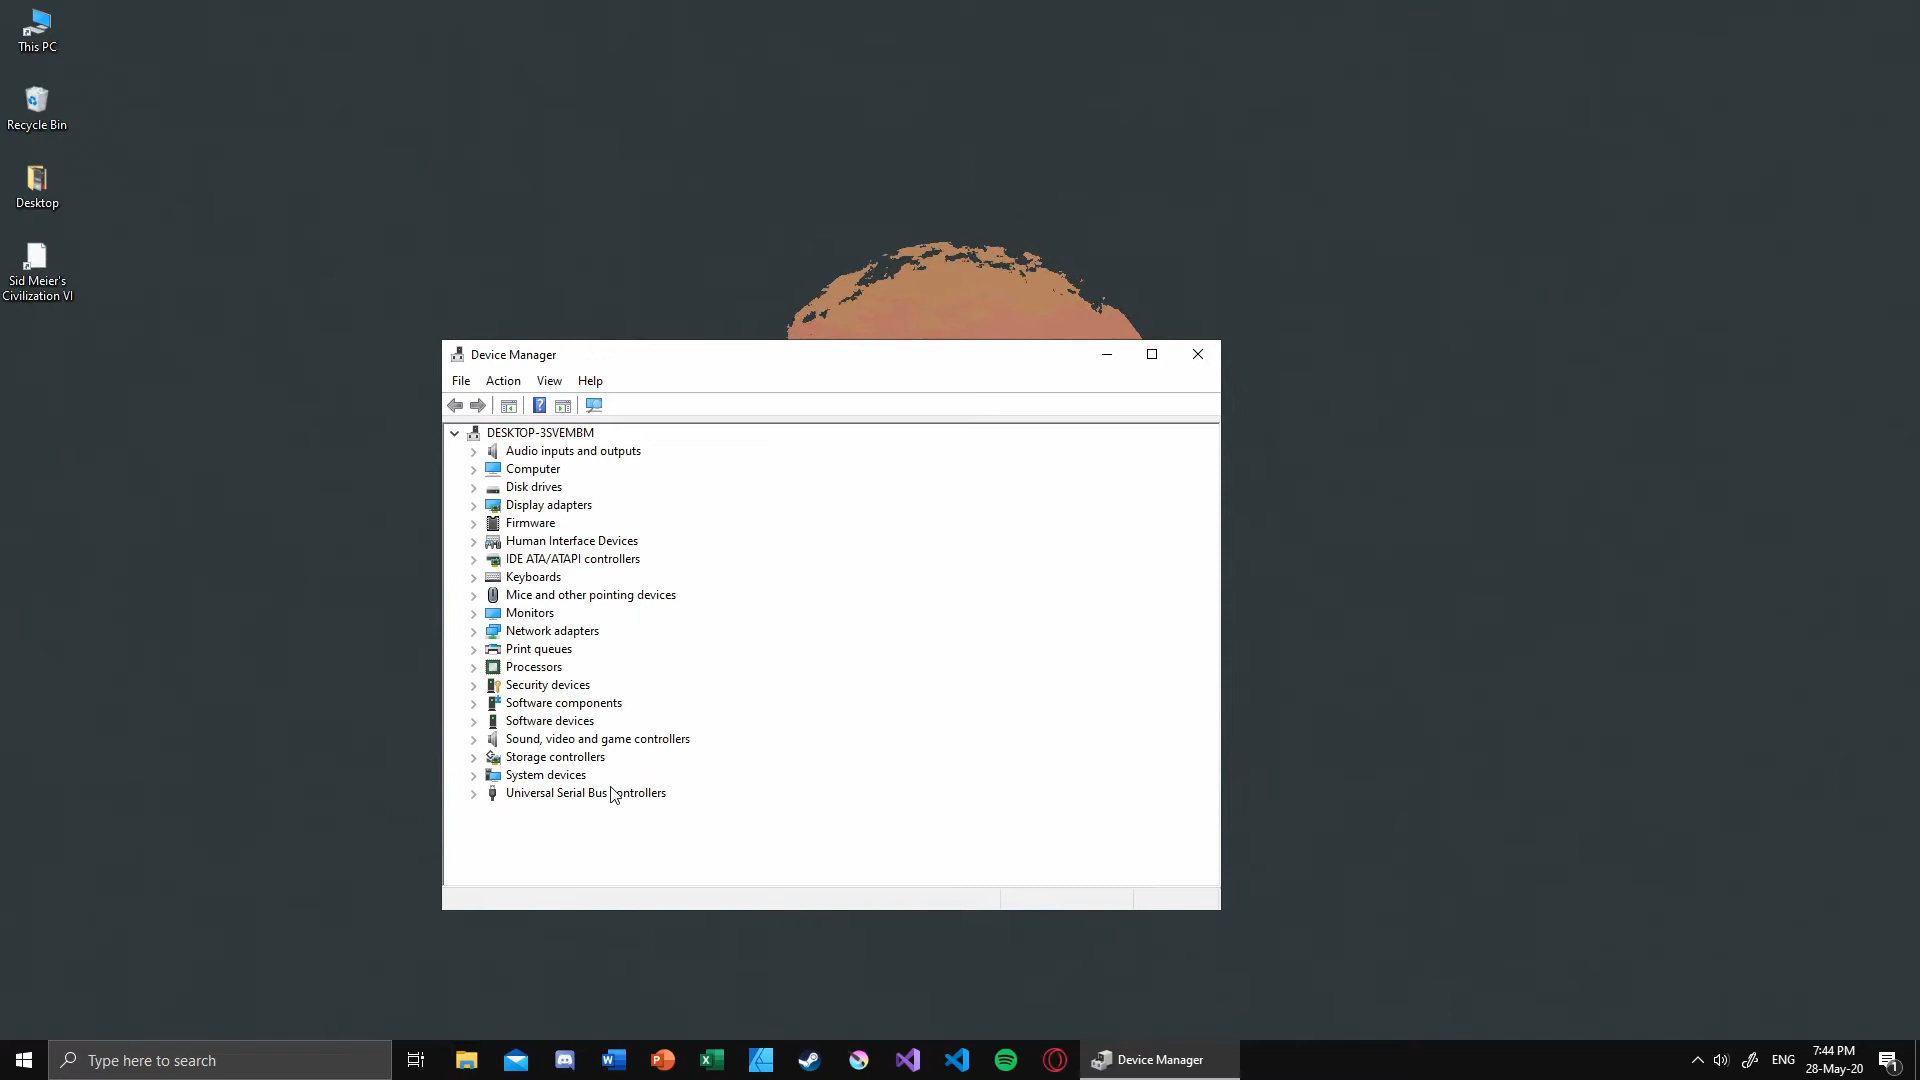 This PC
Recycle Bin
Desktop
Sid Meier's
Civilization VI
Device Manager
File Action View Help
DESKTOP-3SVEMBM
Audio inputs and outputs
Computer
Disk drives
Display adapters
Firmware
Human Interface Devices
IDE ATA/ATAPI controllers
Keyboards
Mice and other pointing devices
Monitors
Network adapters
Print queues
Processors
Security devices
Software components
Software devices
Sound, video and game controllers
Storage controllers
System devices
Universal Serial Bus controllers
Type here to search
Device Manager
ENG
7:44 PM
28-May-20
1